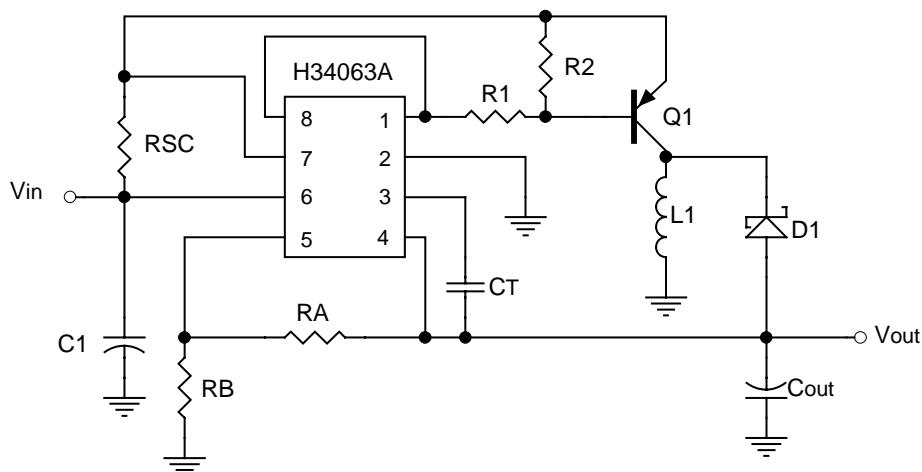 H34063A
R2
R1
Q1
RSC
8
1
7
2
Vin
6
3
L1
5
4
D1
CT
RA
C1
Vout
RB
Cout